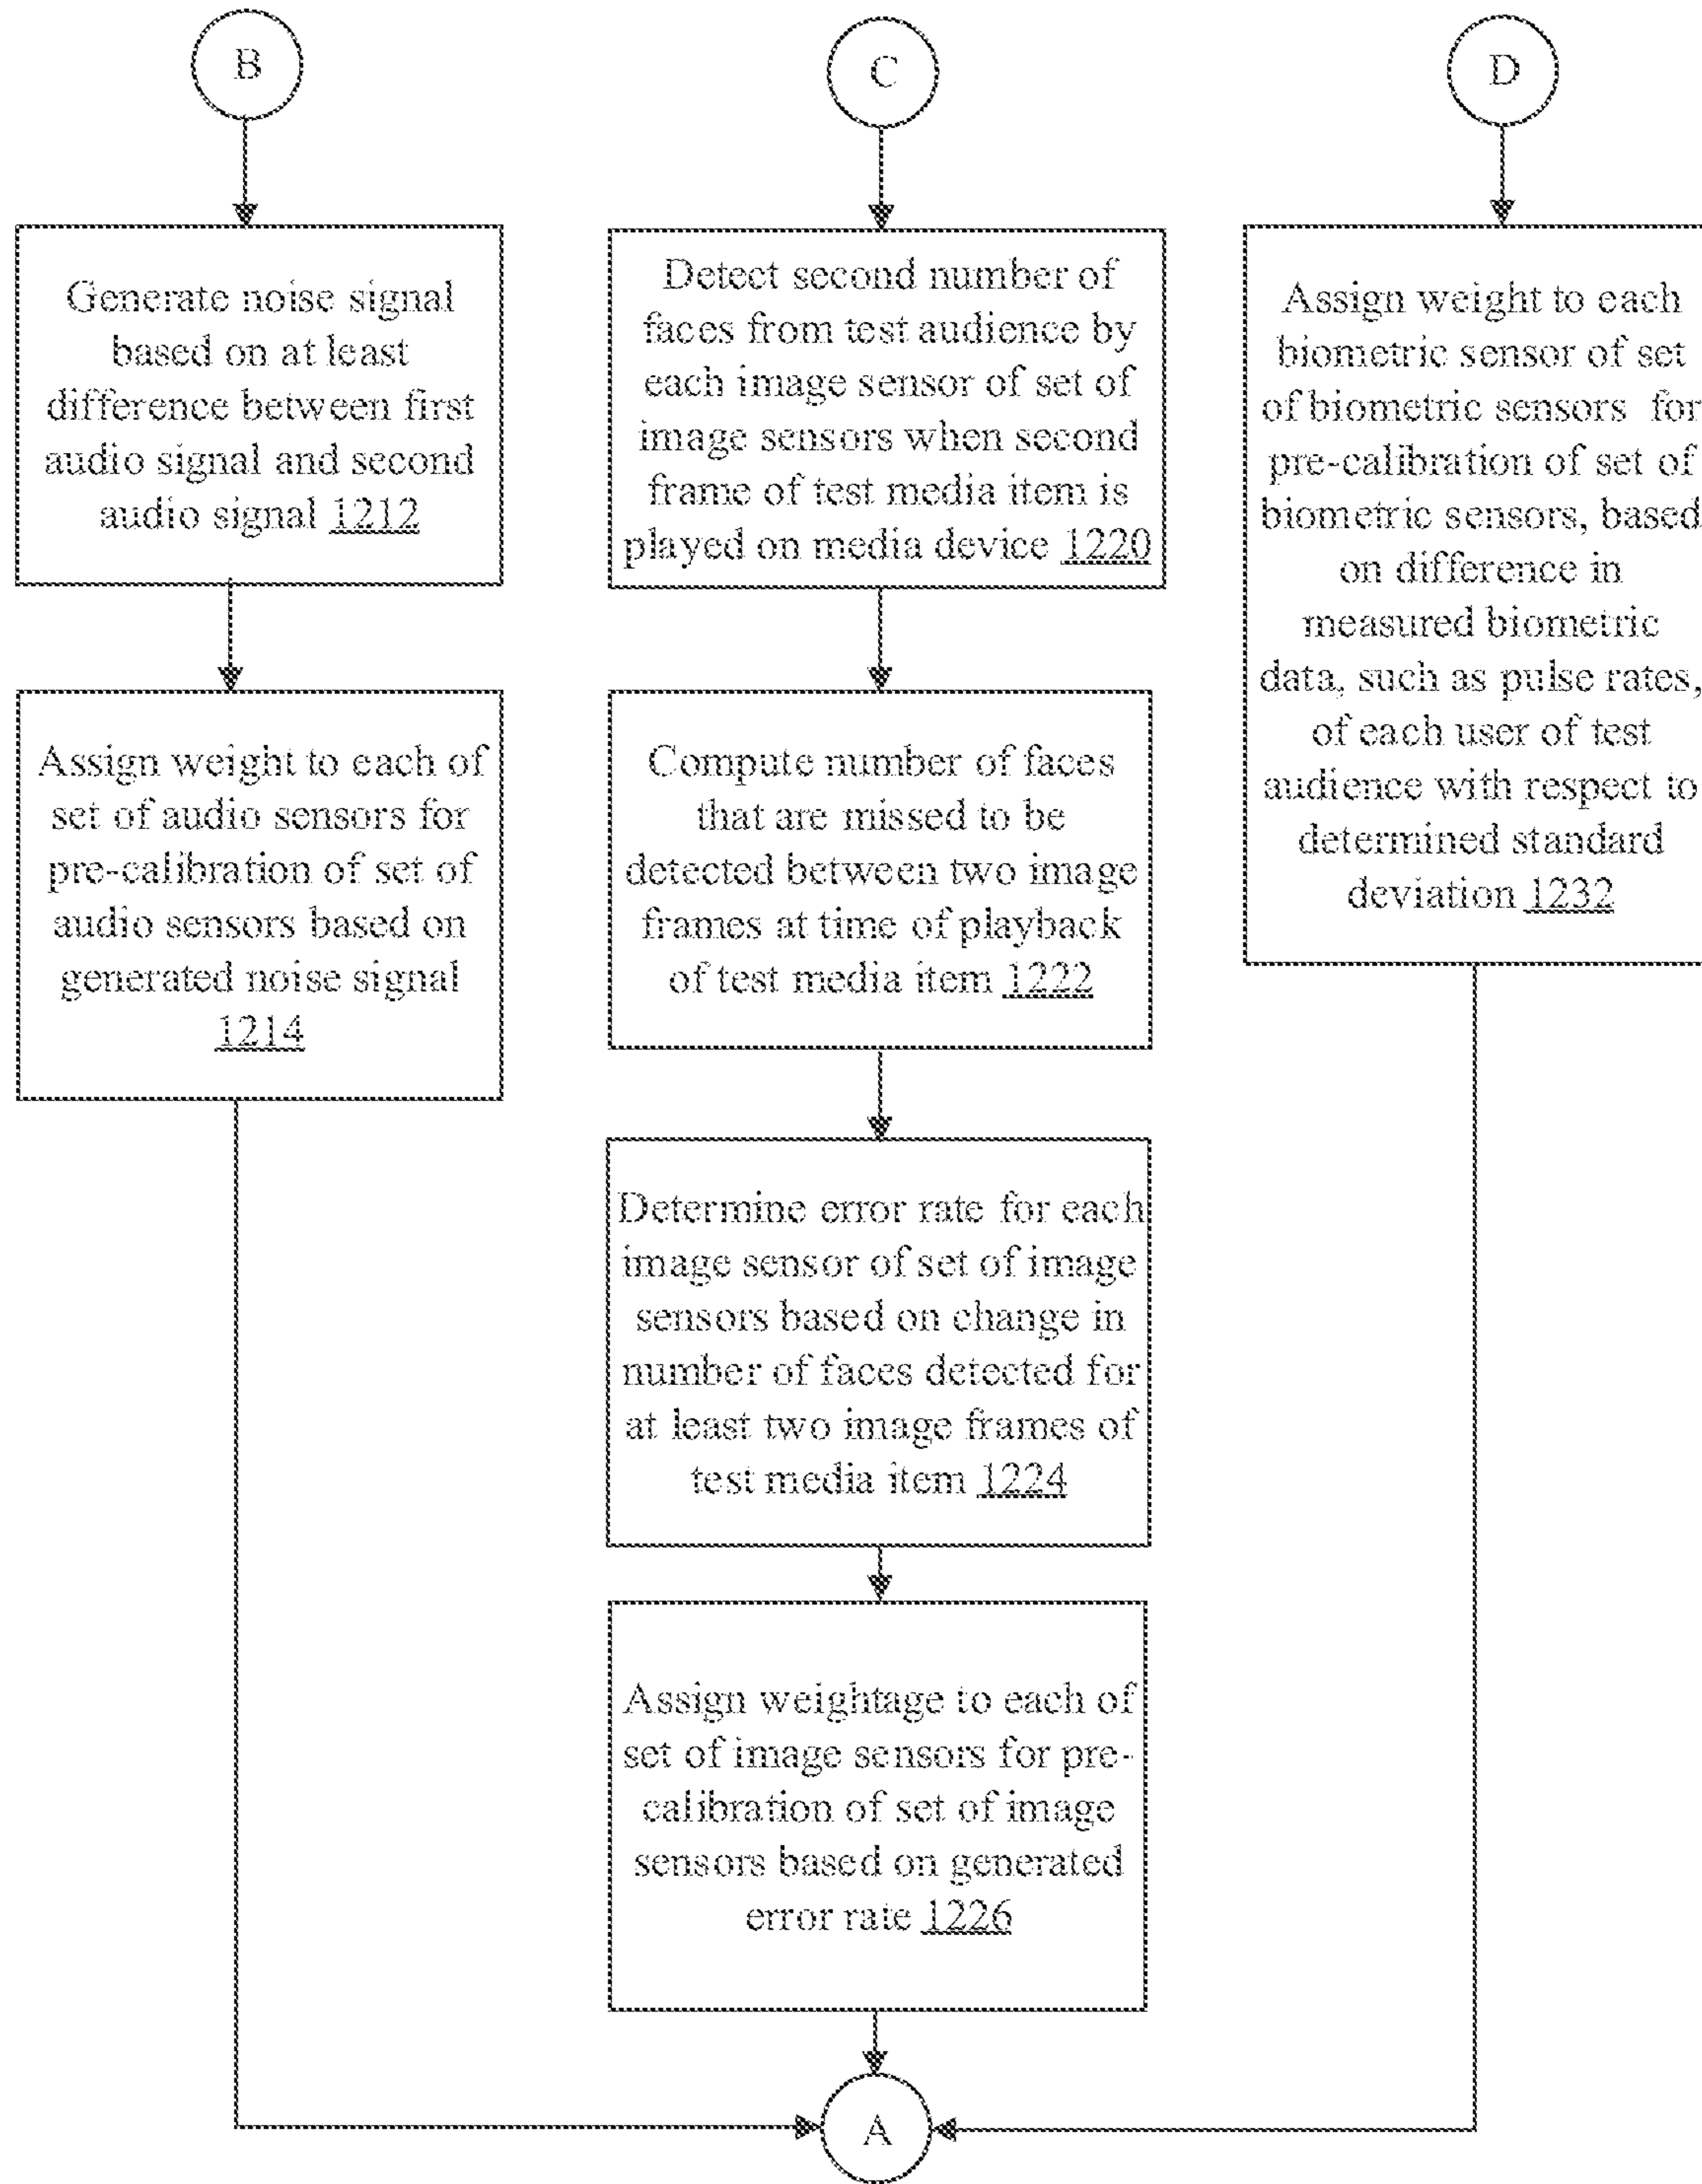 B
C
D
Generate noise signal
based on at least
difference between first
audio signal and second
audio signal 1212
Detect second number of
faces from test audience by
each image sensor of set of
image sensors when second
frame of test media item is
played on media device 1220
Assign weight to each
biometric sensor of set
of biometric sensors for
pre-calibration of set of
biometric sensors, based
on difference in
measured biometric
data, such as pulse rates,
of each user of test
audience with respect to
determined standard
deviation 1232
Assign weight to each of
set of audio sensors for
pre-calibration of set of
audio sensors based on
generated noise signal
1214
Compute number of faces
that are missed to be
detected between two image
frames at time of playback
of test media item 1222
Determine error rate for each
image sensor of set of image
sensors based on change in
number of faces detected for
at least two image frames of
test media item 1224
Assign weightage to each of
set of image sensors for pre-
calibration of set of image
sensors based on generated
error rate 1226
A